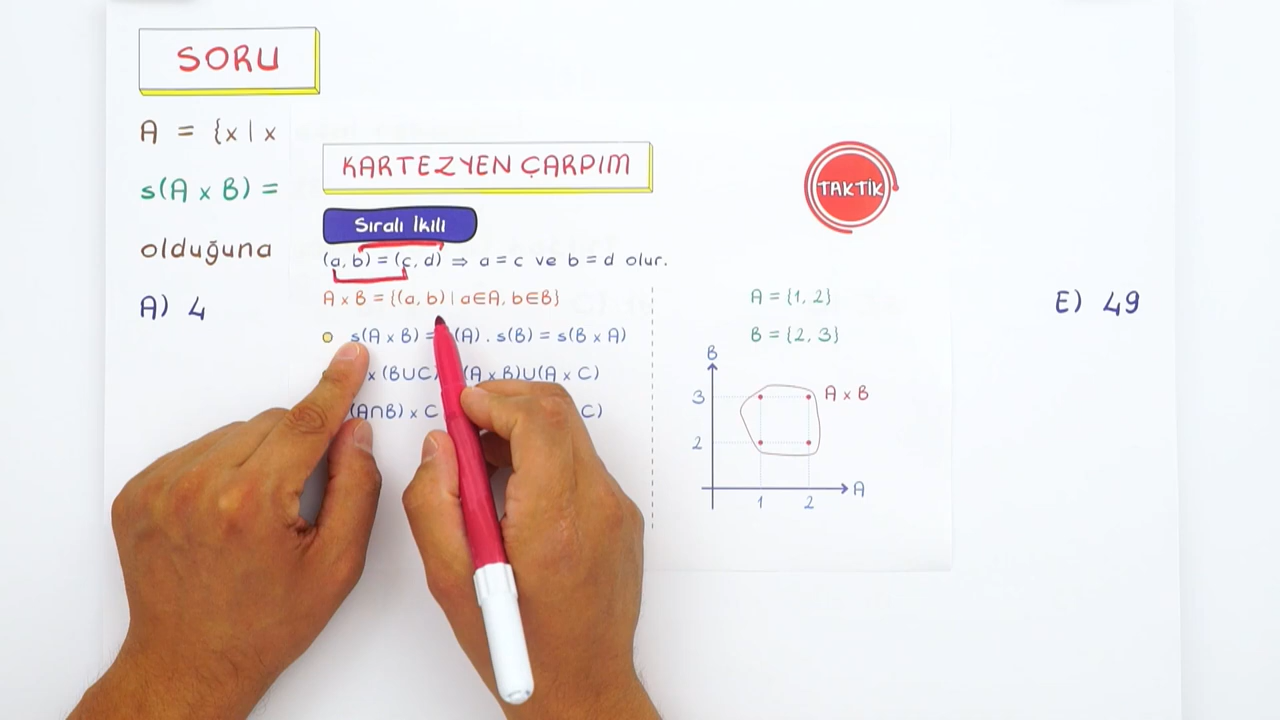 SORU
A = {x | x
s(A x B) =
olduğuna
A) 4
KARTEZYEN ÇARPIM
Sıralı İkili
(a, b) = (c, d) ⇒ a = c ve b = d olur.
A x B = {(a, b) | a∈A, b∈B}
s(A x B) = (A) . s(B) = s(B x A)
x (B∪C) (A x B)∪(A x C)
(A∩B) x C C)
TAKTİK
A = {1, 2}
B = {2, 3}
B
3
A x B
2
A
1 2
E) 49